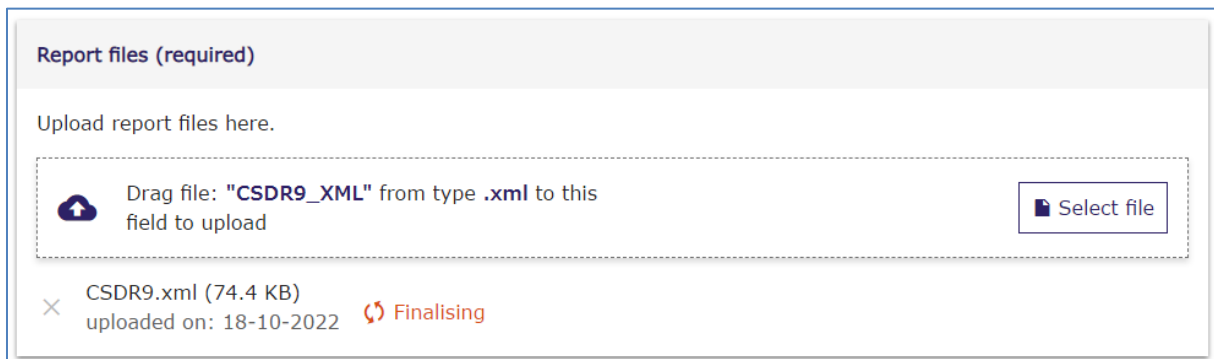 Report files (required)
Upload report files here.
Drag file: "CSDR9_XML" from type .xml to this
field to upload
Select file
CSDR9.xml (74.4 KB)
uploaded on: 18-10-2022
Finalising